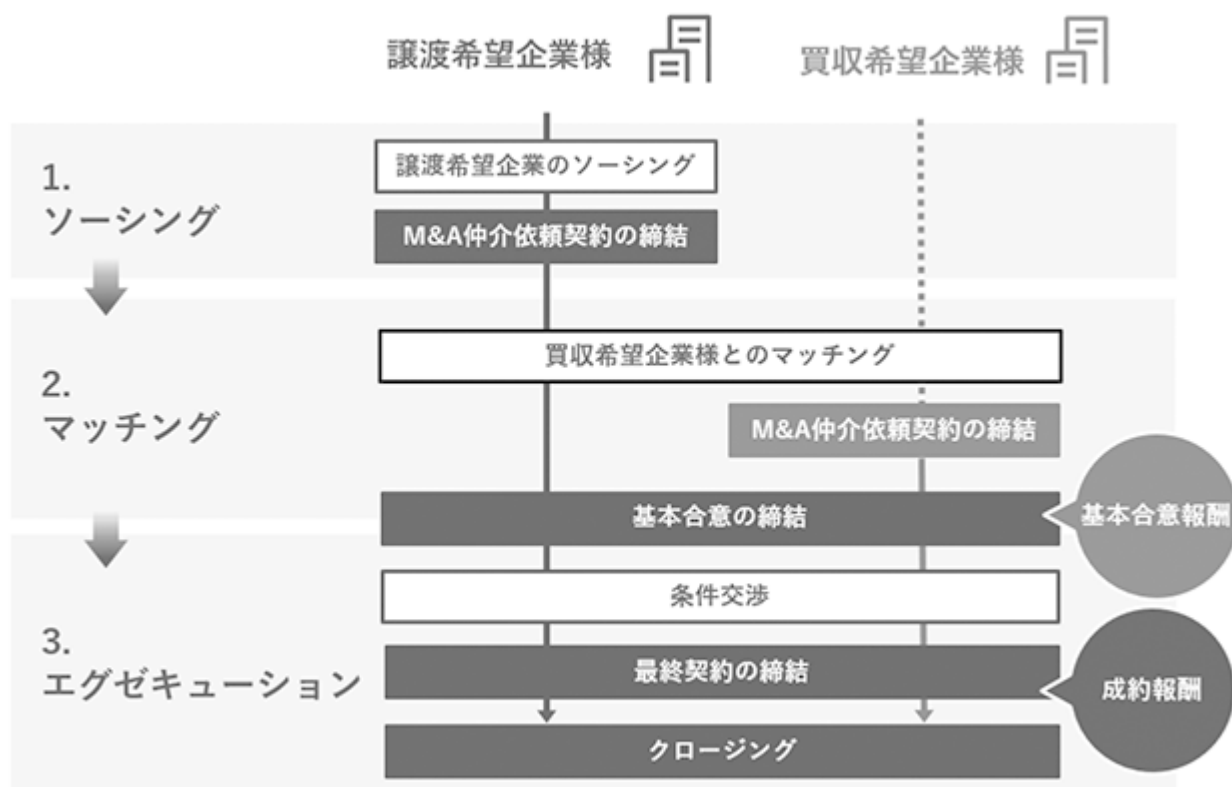 譲渡希望企業様
買収希望企業様
1.
ソーシング
譲渡希望企業のソーシング
M&A仲介依頼契約の締結
2.
マッチング
買収希望企業様とのマッチング
M&A仲介依頼契約の締結
基本合意の締結
基本合意報酬
3.
エグゼキューション
条件交渉
最終契約の締結
成約報酬
クロージング